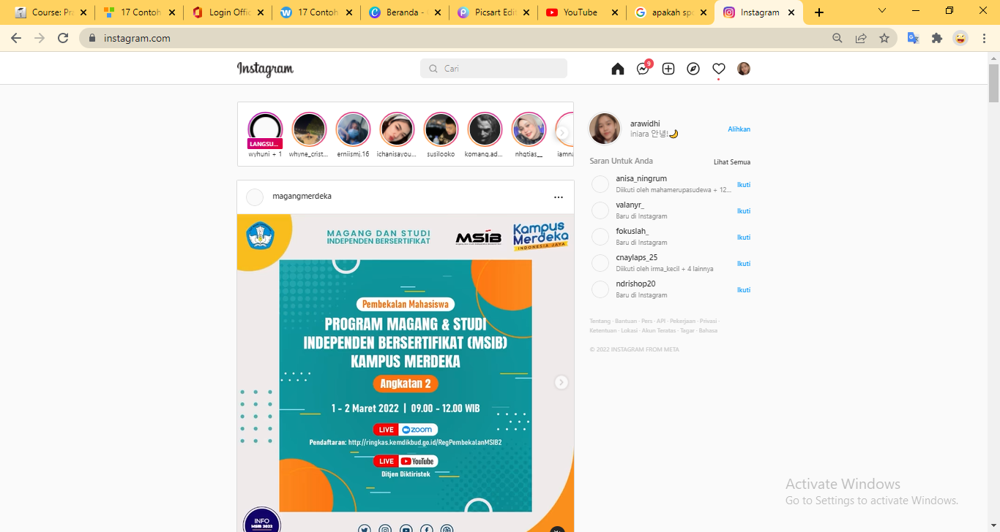 Course: Pra
17 Contoh
Login Offic
17 Contoh
Beranda -
Picsart Edit
YouTube
apakah spo
Instagram
instagram.com
Instagram
Cari
9
LANGSU...
wyhuni + 1
whyne_crist...
erniismj.16
ichanisayou...
susilooko
komang.ad...
nhqtias__
iamna
arawidhi
iniara 안녕!🌙
Alihkan
Saran Untuk Anda
Lihat Semua
anisa_ningrum
Diikuti oleh mahamerupasudewa + 12...
Ikuti
valanyr_
Baru di Instagram
Ikuti
fokuslah_
Baru di Instagram
Ikuti
cnaylaps_25
Diikuti oleh irma_kecil + 4 lainnya
Ikuti
ndrishop20
Baru di Instagram
Ikuti
Tentang · Bantuan · Pers · API · Pekerjaan · Privasi ·
Ketentuan · Lokasi · Akun Teratas · Tagar · Bahasa
© 2022 INSTAGRAM FROM META
magangmerdeka
MAGANG DAN STUDI
INDEPENDEN BERSERTIFIKAT
MSIB
Kampus
Merdeka
INDONESIA JAYA
Pembekalan Mahasiswa
PROGRAM MAGANG & STUDI
INDEPENDEN BERSERTIFIKAT (MSIB)
KAMPUS MERDEKA
Angkatan 2
1 - 2 Maret 2022 | 09.00 - 12.00 WIB
LIVE zoom
Pendaftaran: http://ringkas.kemdikbud.go.id/RegPembekalanMSIB2
LIVE YouTube
Ditjen Diktiristek
INFO
MSIB 2022
Activate Windows
Go to Settings to activate Windows.